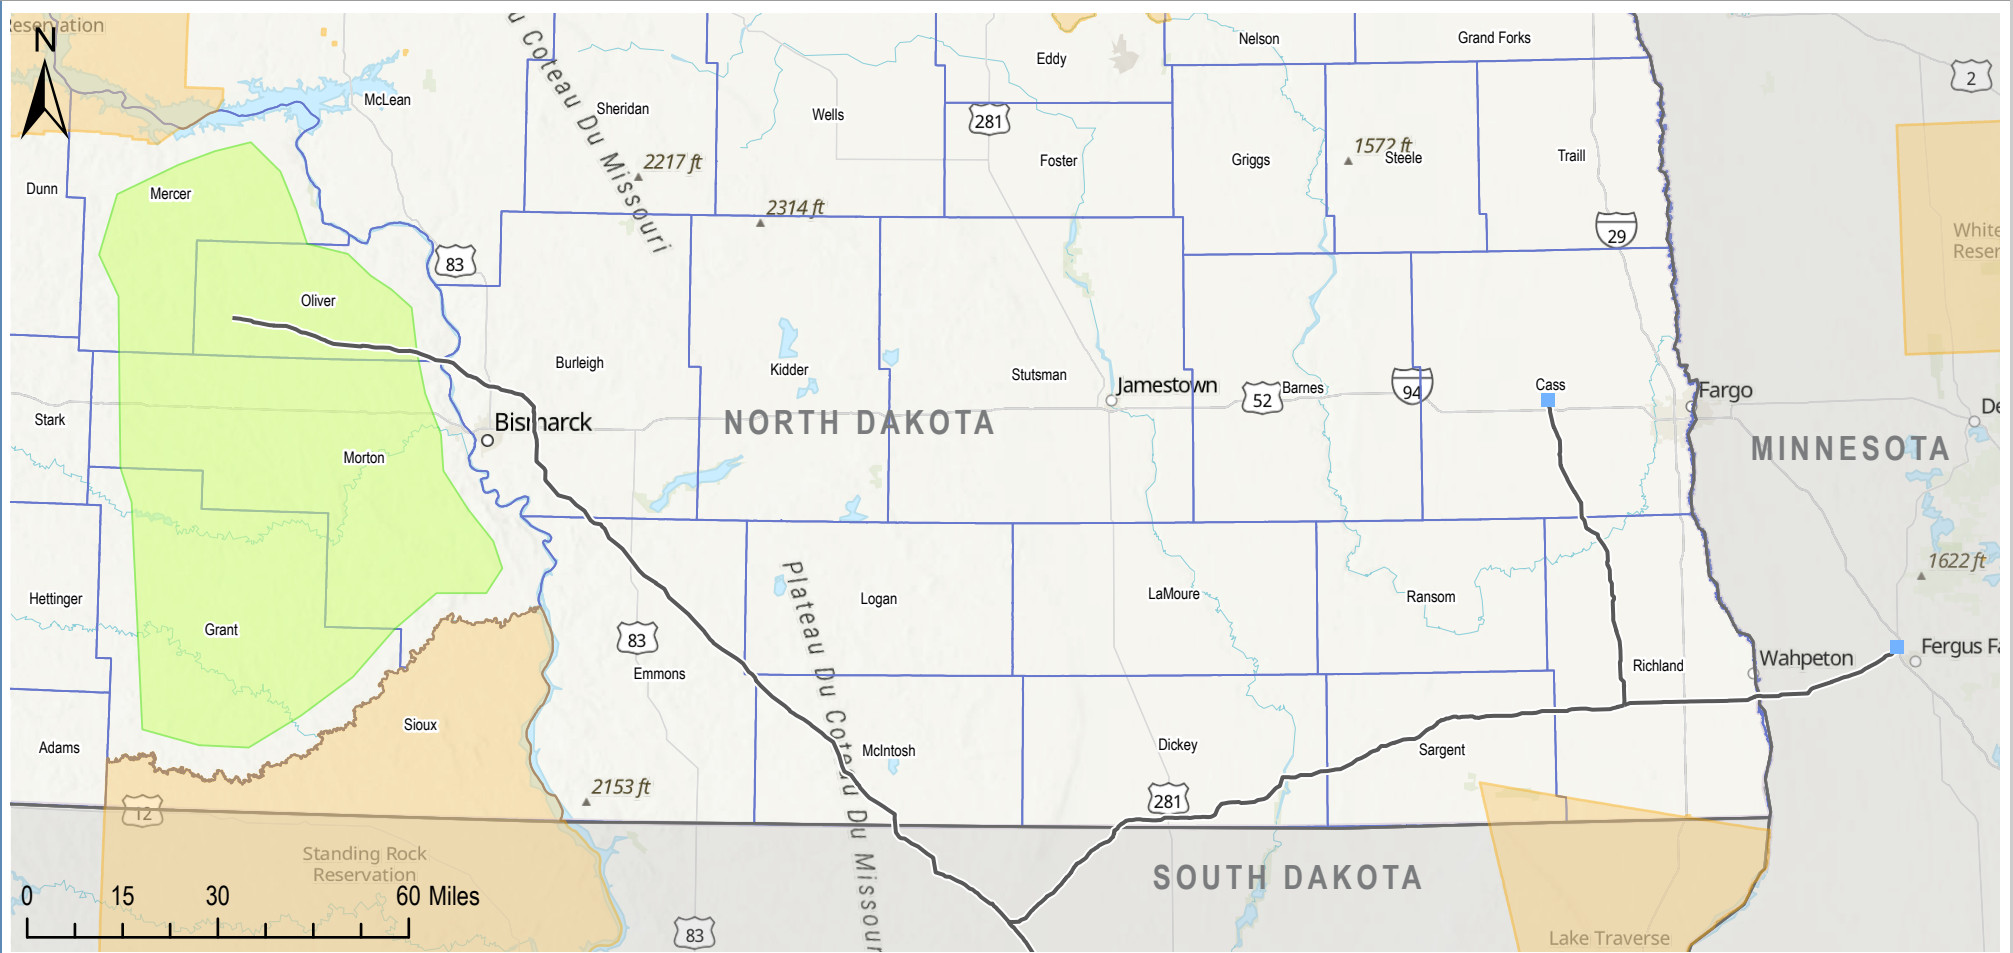 eservation
N
u Coteau Du Missouri
Nelson
Grand Forks
Eddy
2
McLean
Sheridan
Wells
281
2217 ft
Foster
Griggs
1572 ft
Steele
Traill
Dunn
Mercer
2314 ft
29
White
Reser
83
Oliver
Burleigh
Kidder
Stutsman
Jamestown
52
Barnes
94
Cass
Fargo
De
Stark
Bismarck
NORTH DAKOTA
MINNESOTA
Morton
1622 ft
Hettinger
Grant
Plateau Du Coteau Du Missour
Logan
LaMoure
Ransom
83
Emmons
Richland
Wahpeton
Fergus Fa
Sioux
Adams
McIntosh
Dickey
Sargent
2153 ft
281
12
Standing Rock
Reservation
SOUTH DAKOTA
0 15 30 60 Miles
83
Lake Traverse